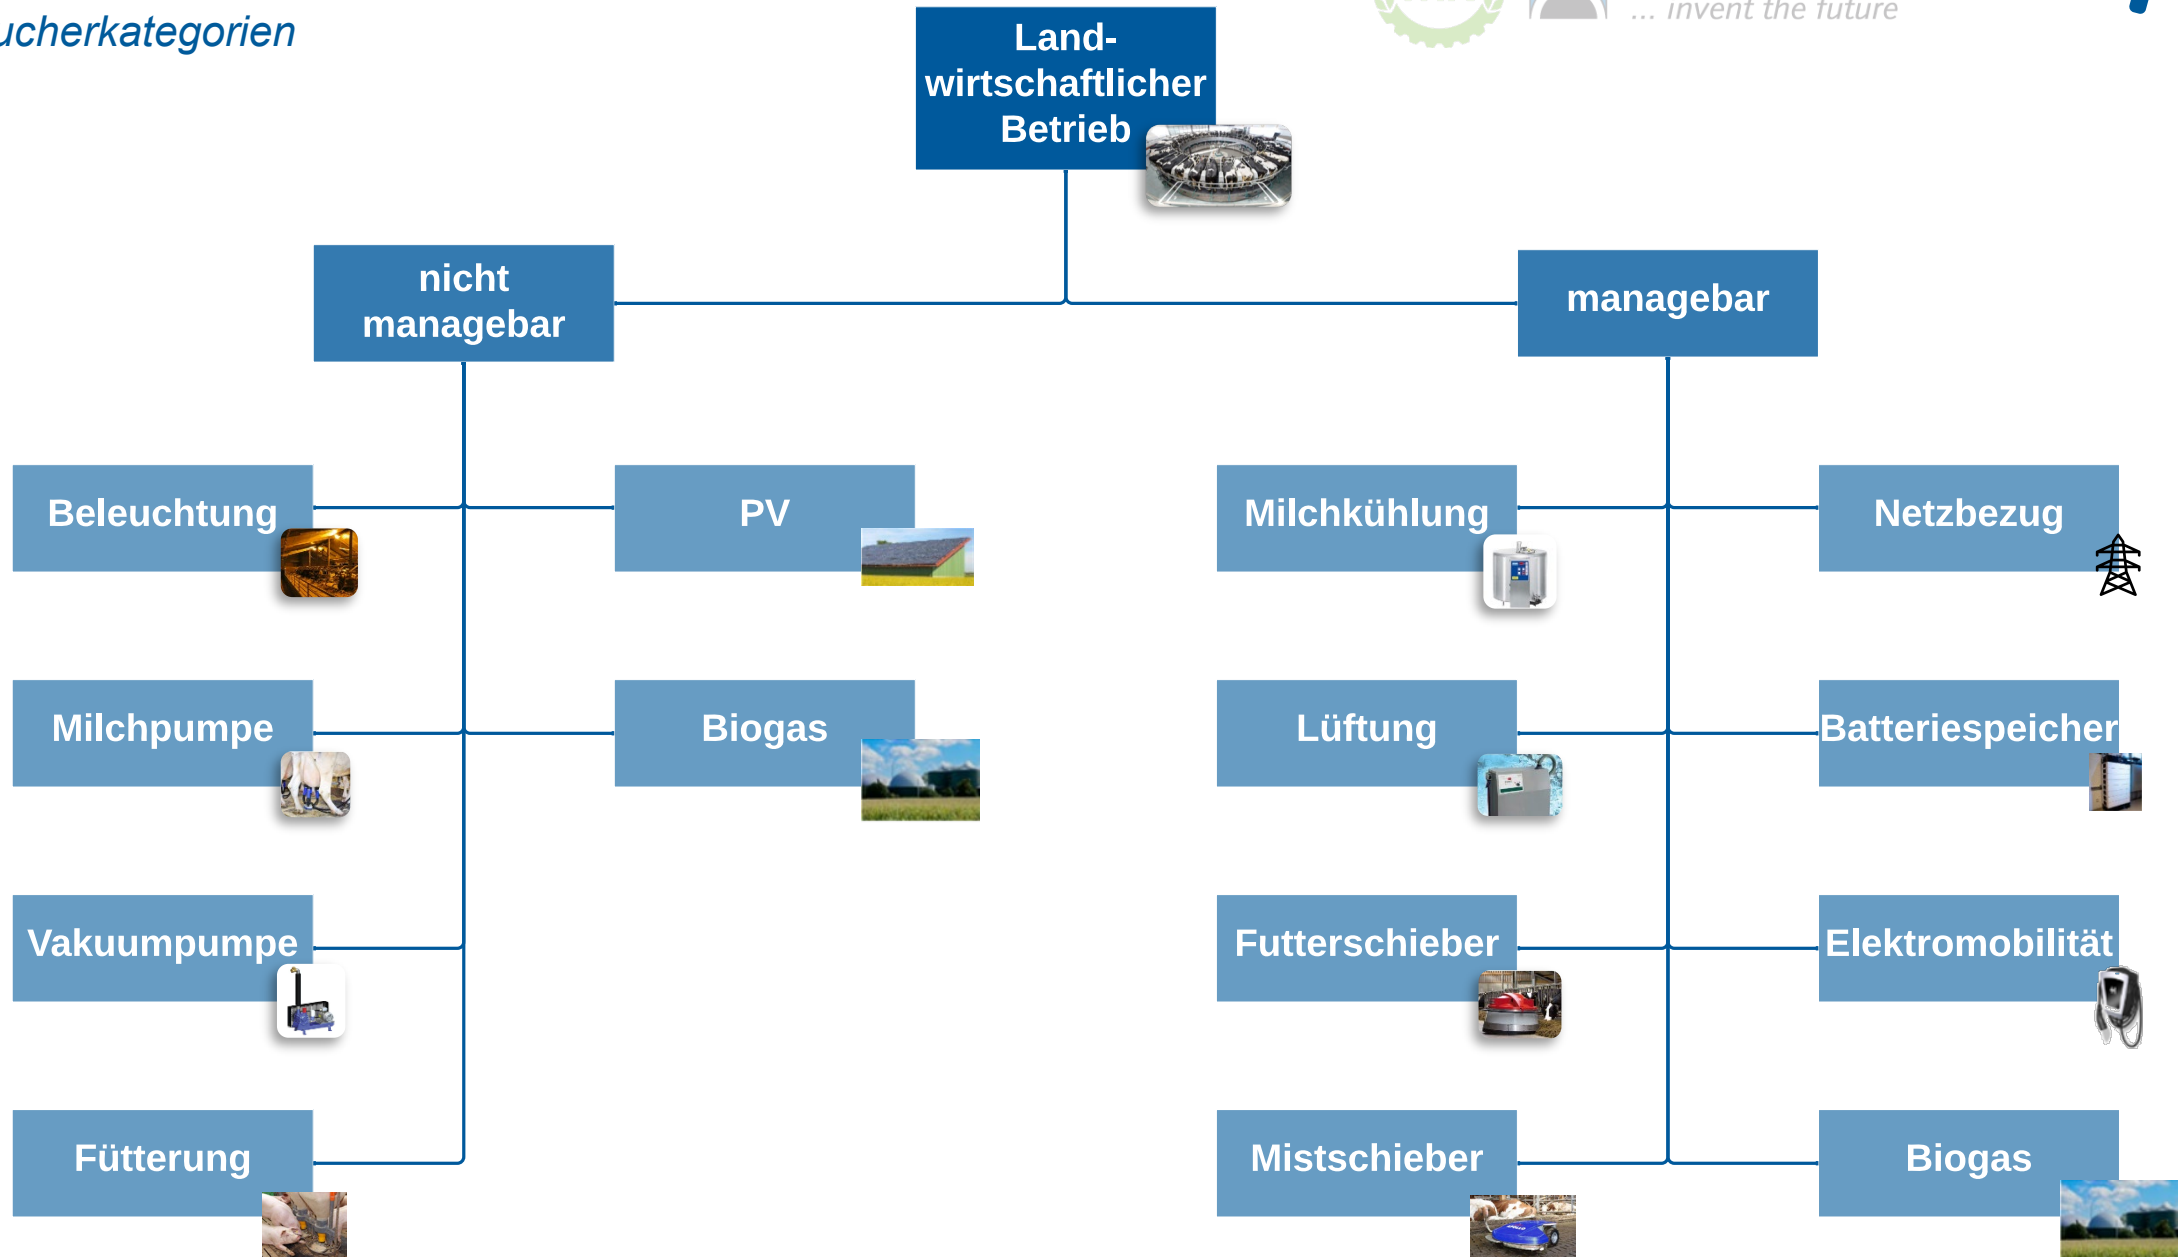 ucherkategorien
... invent the future
Land-
wirtschaftlicher
Betrieb
nicht
managebar
managebar
Beleuchtung
PV
Milchkühlung
Netzbezug
Milchpumpe
Biogas
Lüftung
Batteriespeicher
Vakuumpumpe
Futterschieber
Elektromobilität
Fütterung
Mistschieber
Biogas